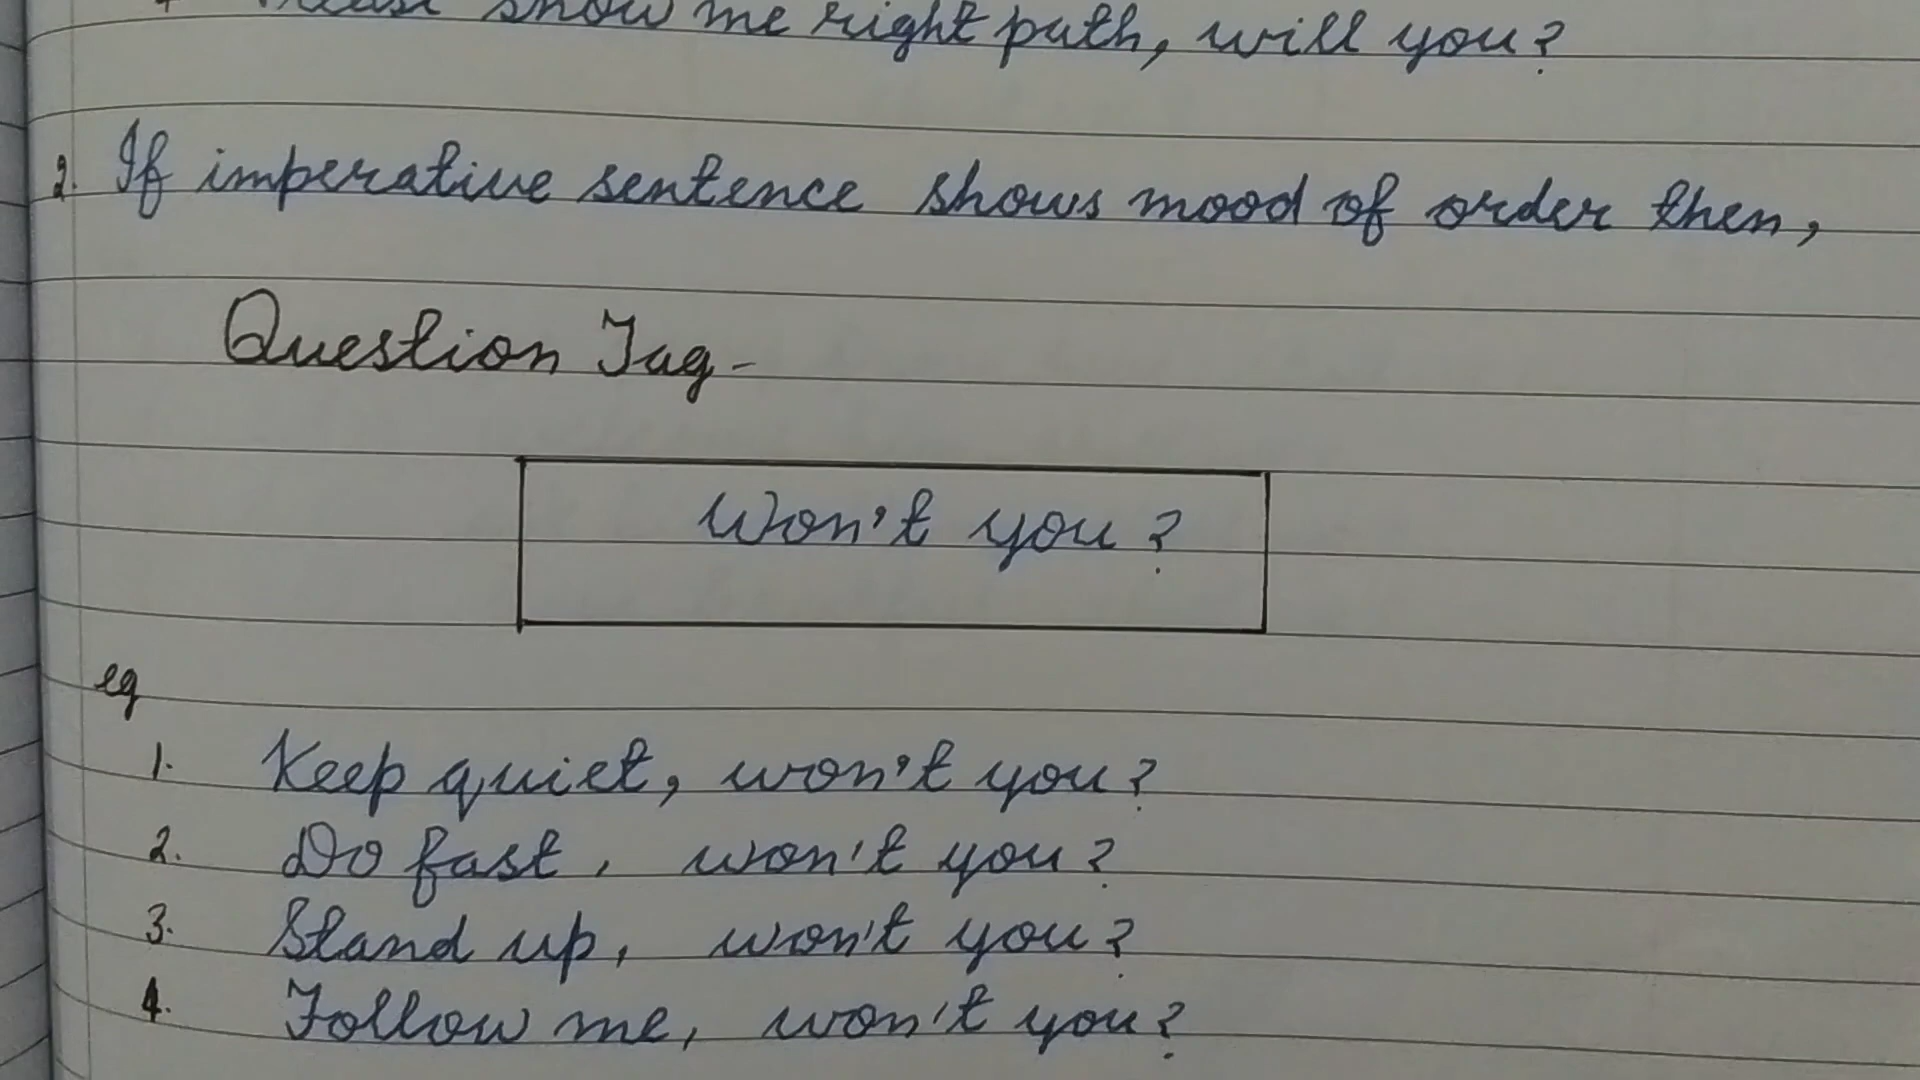 show me right path, will you?
2. If imperative sentence shows mood of order then,
Question Tag -
Won't you?
eg
1. Keep quiet, won't you?
2. Do fast, won't you?
3. Stand up, won't you?
4. Follow me, won't you?